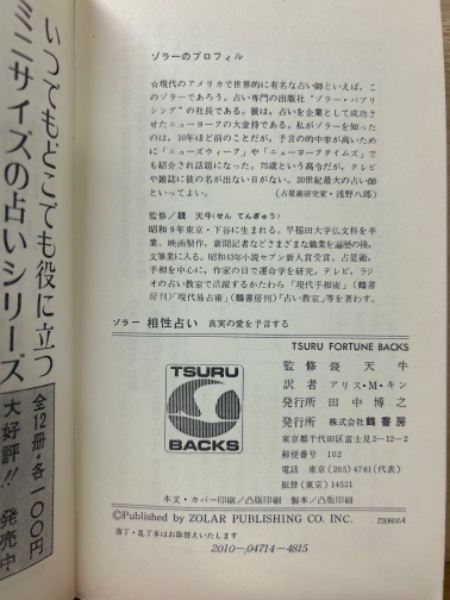 ゾラーのプロフィル
☆現代のアメリカで世界的に有名な占い師といえば、こ
のゾラーであろう。占い専門の出版社“ゾラー・パブリ
シング”の社長である。彼は、占いを企業として成功さ
せたニューヨークの大金持である。私がゾラーを知った
のは、10年ほど前のことだが、予言の的中率が高いため
に「ニューズウィーク」や「ニューヨークタイムズ」で
も紹介され話題になった。75歳という高令だが、テレビ
や雑誌に彼の名が出ない日がない。20世紀最大の占い師
といってよい。
(占星術研究家・浅野八郎)
監修/錢 天牛(せん てんぎゅう)
昭和9年東京・下谷に生まれる。早稲田大学仏文科を卒
業。映画製作、新聞記者などさまざまな職業を遍歴の後、
文筆業に入る。昭和43年小説セブン新人賞受賞。占星術、
手相を中心に、作家の目で運命学を研究、テレビ、ラジ
オの占い教室で活躍するかたわら「現代手相術」(鶴書
房刊)「現代易占術」(鶴書房刊)「占い教室」等を著わす。
ゾラー 相性占い 真実の愛を予言する
TSURU FORTUNE BACKS
TSURU
BACKS
監修 錢天牛
訳者 アリス・M・キン
発行所 田中博之
発行所 株式会社鶴書房
東京都千代田区富士見2-12-2
郵便番号 102
電話 東京(265)4781(代表)
振替(東京)14521
本文・カバー印刷/凸版印刷 製本/凸版印刷
©Published by ZOLAR PUBLISHING CO. INC.
720801A
落丁・乱丁本はお取替えいたします
2010-,04714-4815
いつでもどこでも役に立つ
ミニサイズの占いシリーズ
全12冊・各一〇〇円
大好評!! 発売中